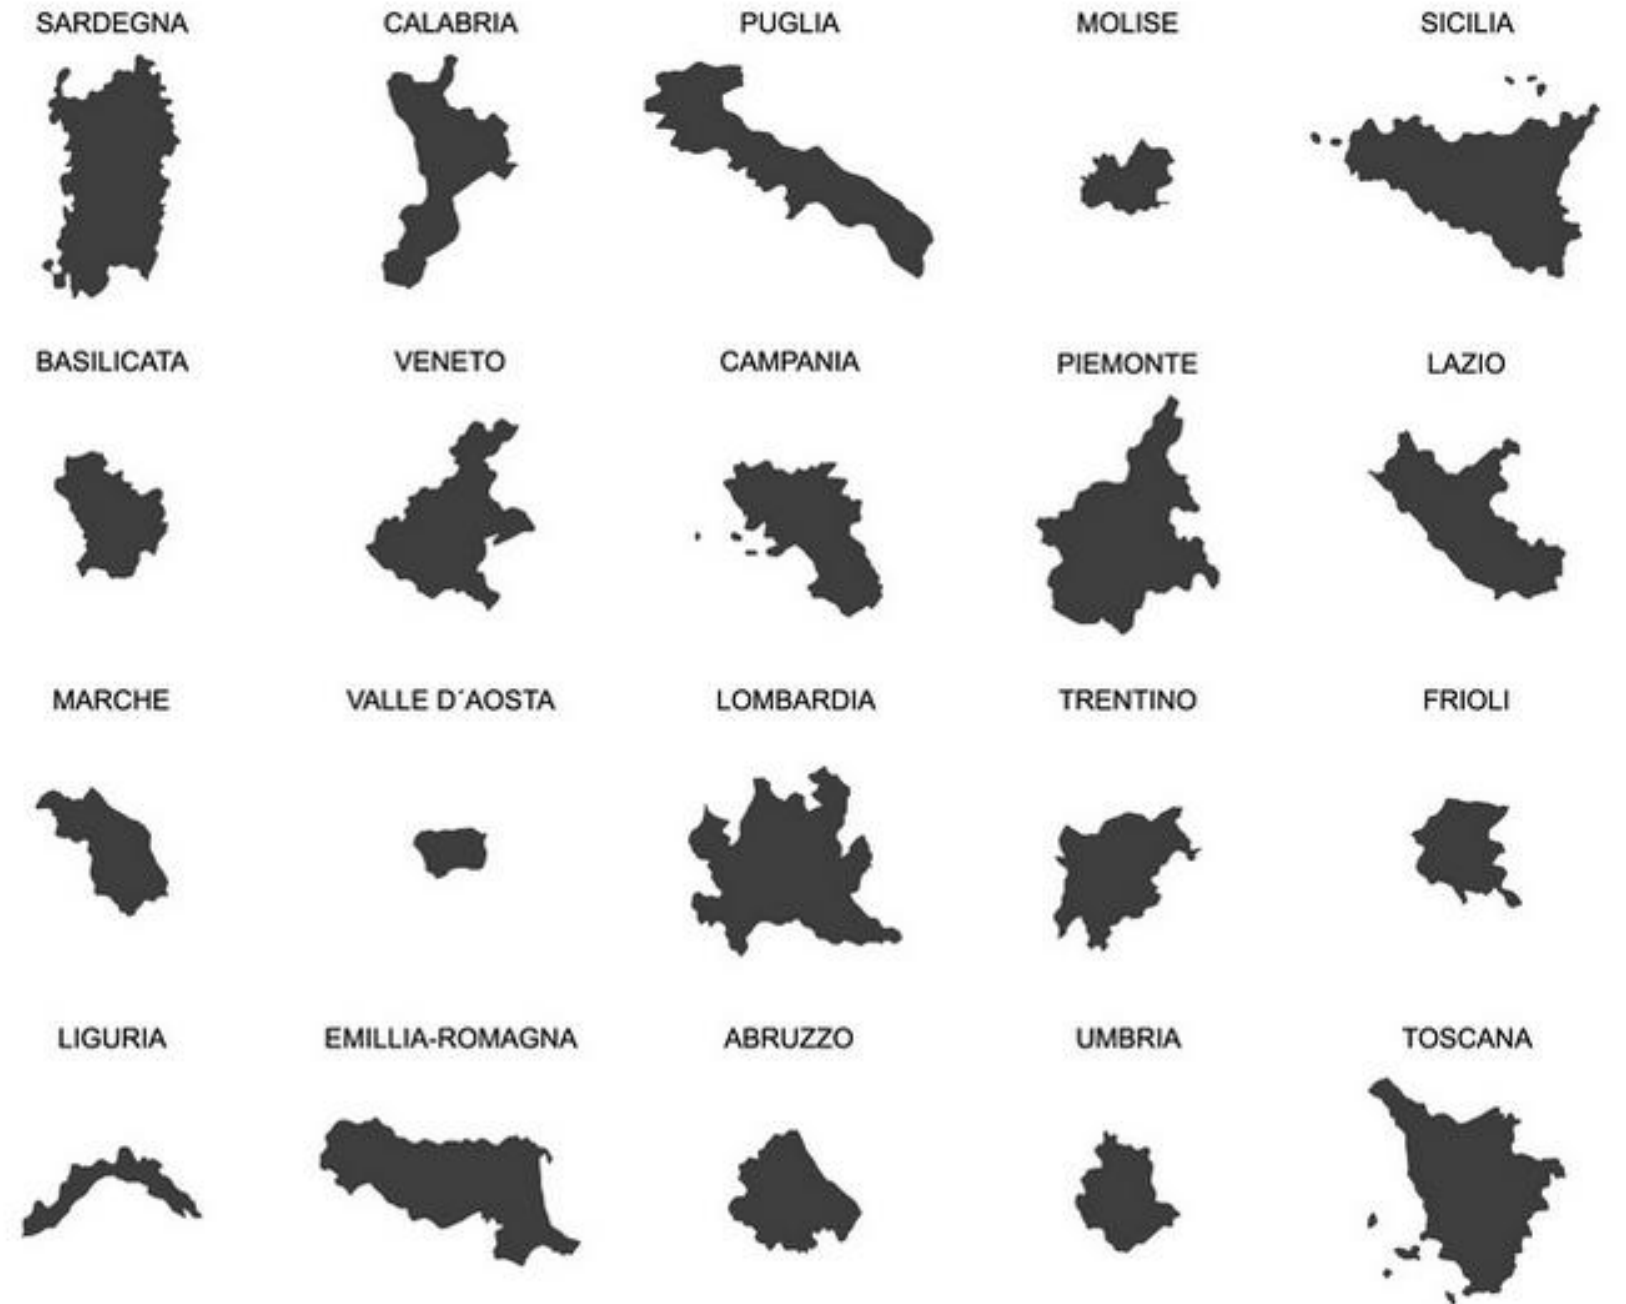 SARDEGNA
CALABRIA
PUGLIA
MOLISE
SICILIA
BASILICATA
VENETO
CAMPANIA
PIEMONTE
LAZIO
MARCHE
VALLE D´AOSTA
LOMBARDIA
TRENTINO
FRIOLI
LIGURIA
EMILLIA-ROMAGNA
ABRUZZO
UMBRIA
TOSCANA